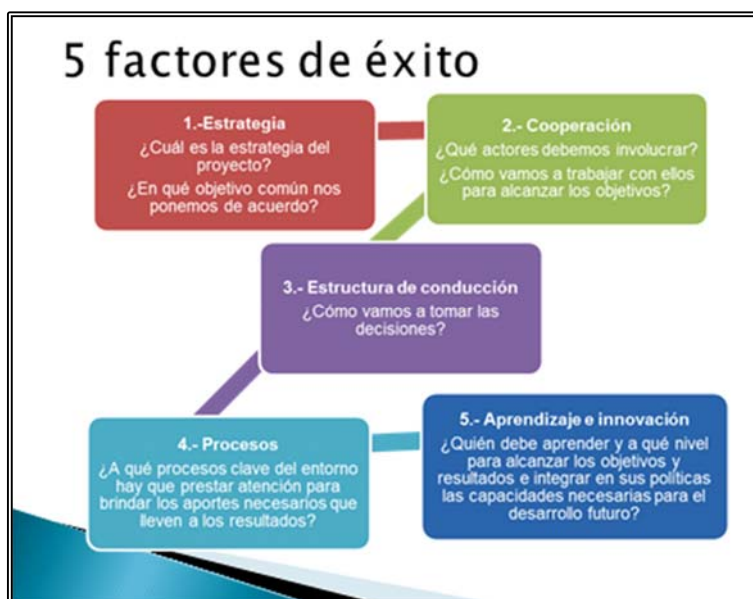 5 factores de éxito
1.-Estrategia
¿Cuál es la estrategia del
proyecto?
¿En qué objetivo común nos
ponemos de acuerdo?
2.- Cooperación
¿Qué actores debemos involucrar?
¿Cómo vamos a trabajar con ellos
para alcanzar los objetivos?
3.- Estructura de conducción
¿Cómo vamos a tomar las
decisiones?
4.- Procesos
¿A qué procesos clave del entorno
hay que prestar atención para
brindar los aportes necesarios que
lleven a los resultados?
5.- Aprendizaje e innovación
¿Quién debe aprender y a qué nivel
para alcanzar los objetivos y
resultados e integrar en sus políticas
las capacidades necesarias para el
desarrollo futuro?